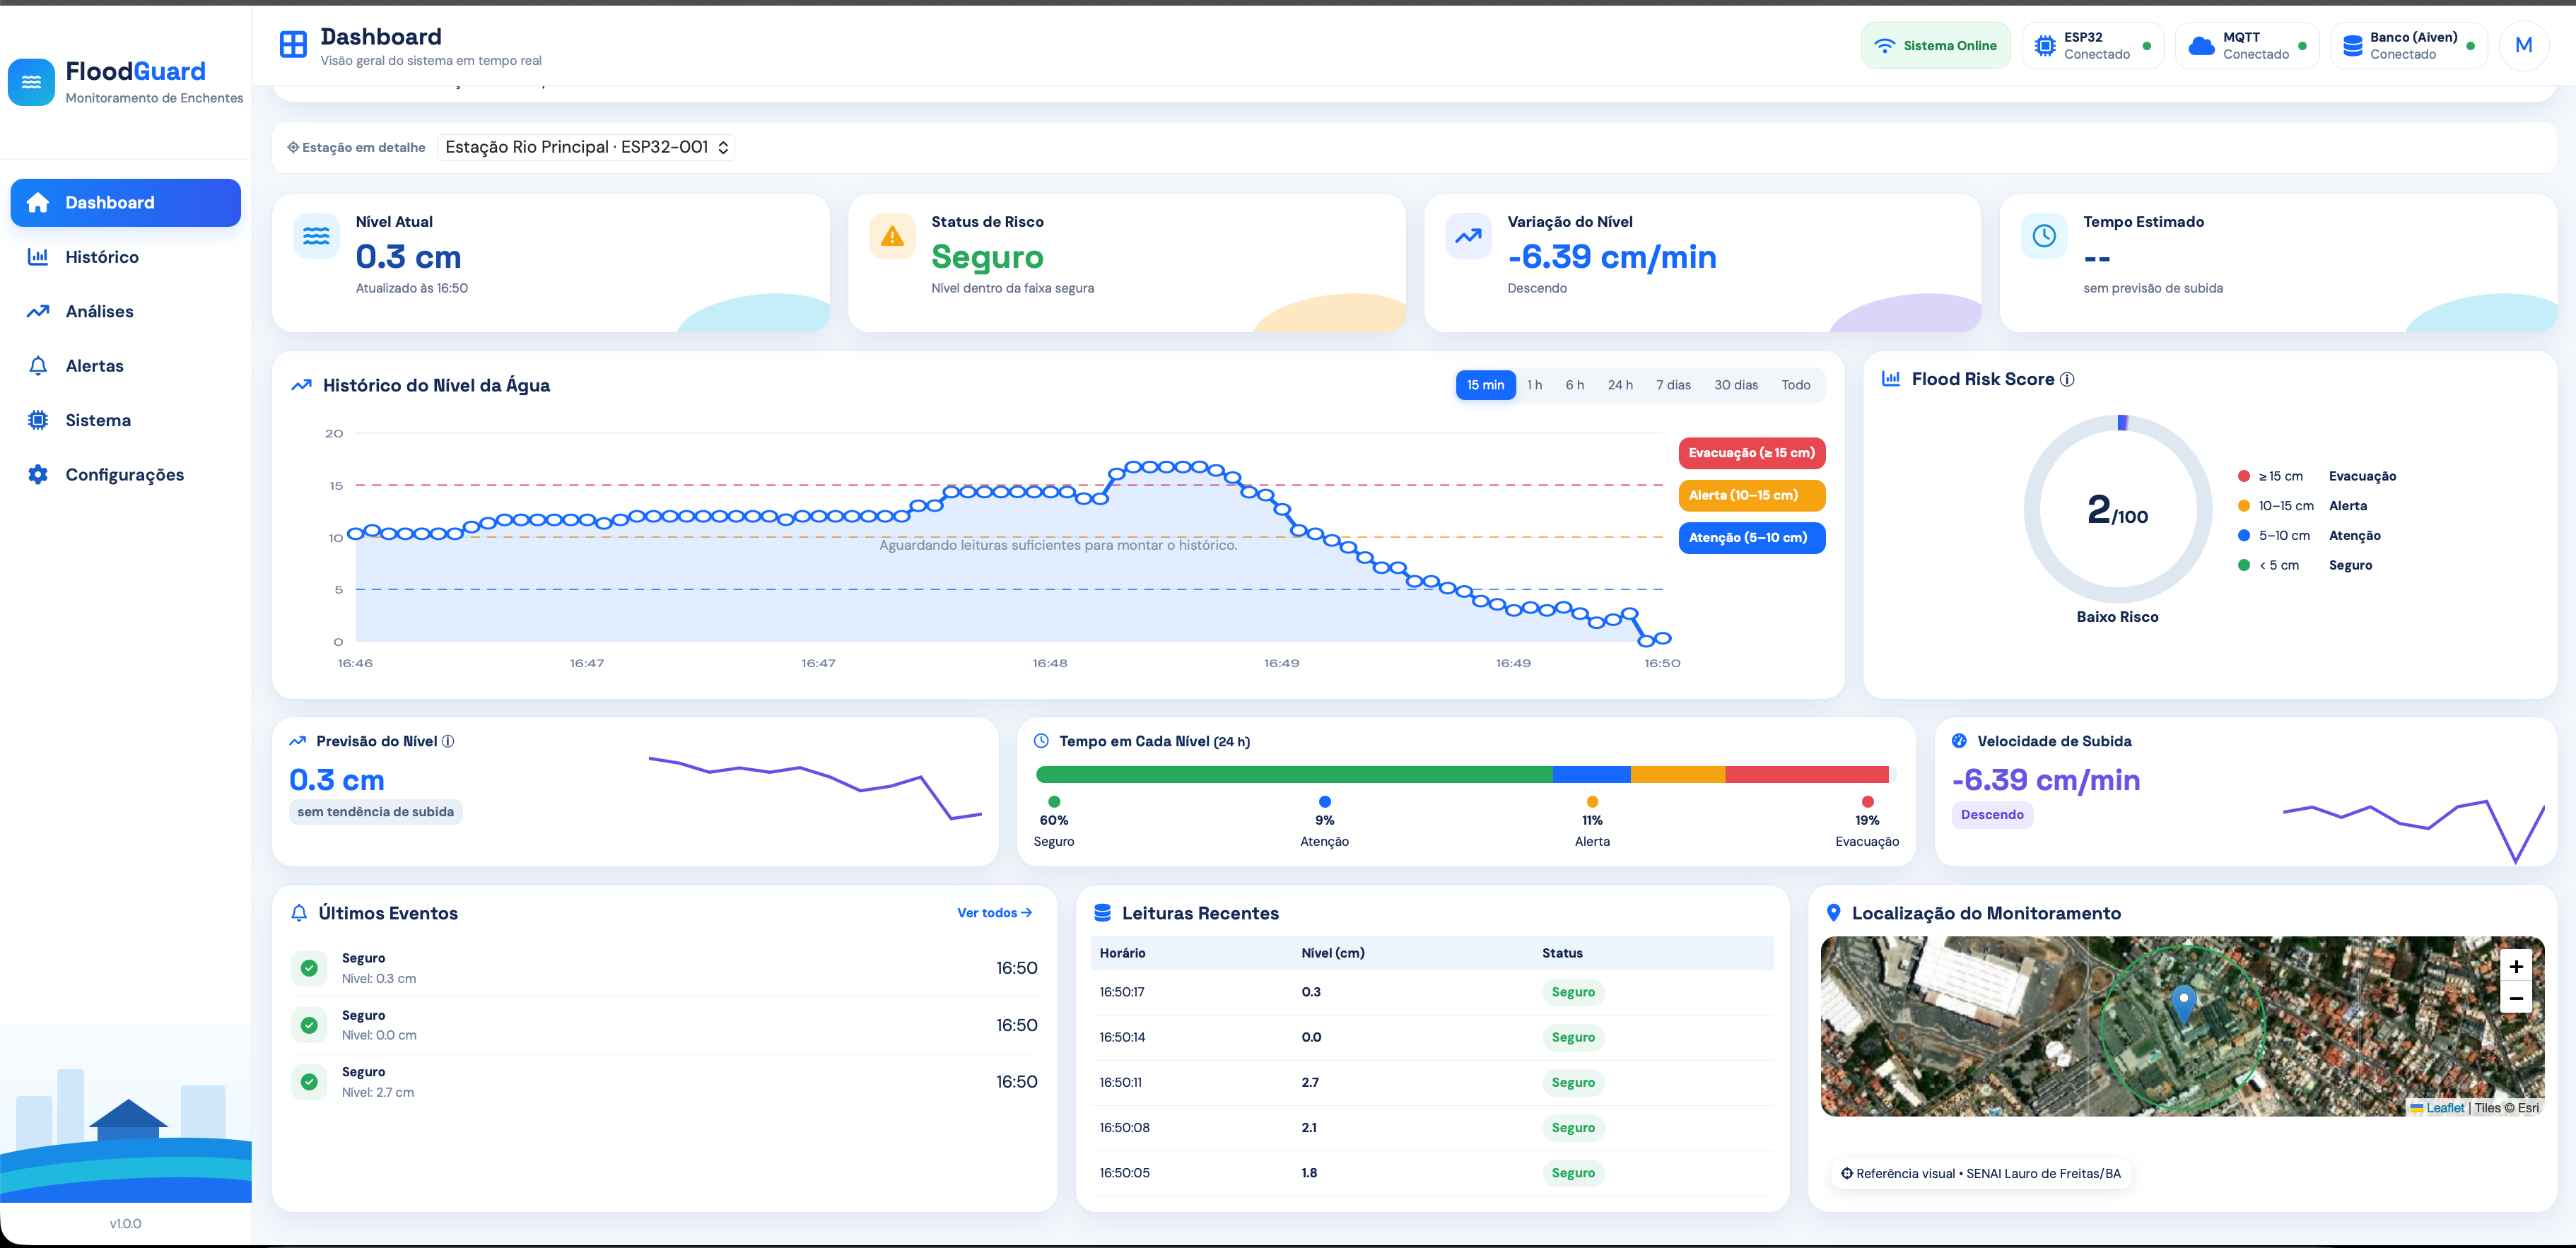 FloodGuard
Monitoramento de Enchentes
Dashboard
Histórico
Análises
Alertas
Sistema
Configurações
v1.0.0
Dashboard
Visão geral do sistema em tempo real
Sistema Online
ESP32
Conectado
MQTT
Conectado
Banco (Aiven)
Conectado
M
Estação em detalhe
Estação Rio Principal · ESP32-001
Nível Atual
0.3 cm
Atualizado às 16:50
Status de Risco
Seguro
Nível dentro da faixa segura
Variação do Nível
-6.39 cm/min
Descendo
Tempo Estimado
--
sem previsão de subida
Histórico do Nível da Água
15 min 1 h 6 h 24 h 7 dias 30 dias Todo
20
15
10
5
0
Aguardando leituras suficientes para montar o histórico.
16:46 16:47 16:47 16:48 16:49 16:49 16:50
Evacuação (≥15 cm)
Alerta (10–15 cm)
Atenção (5–10 cm)
Flood Risk Score
2/100
Baixo Risco
≥ 15 cm Evacuação
10–15 cm Alerta
5–10 cm Atenção
< 5 cm Seguro
Previsão do Nível
0.3 cm
sem tendência de subida
Tempo em Cada Nível (24 h)
60% 9% 11% 19%
Seguro Atenção Alerta Evacuação
Velocidade de Subida
-6.39 cm/min
Descendo
Últimos Eventos
Ver todos →
Seguro
Nível: 0.3 cm
16:50
Seguro
Nível: 0.0 cm
16:50
Seguro
Nível: 2.7 cm
16:50
Leituras Recentes
Horário Nível (cm) Status
16:50:17 0.3 Seguro
16:50:14 0.0 Seguro
16:50:11 2.7 Seguro
16:50:08 2.1 Seguro
16:50:05 1.8 Seguro
Localização do Monitoramento
+
−
Leaflet | Tiles © Esri
Referência visual • SENAI Lauro de Freitas/BA